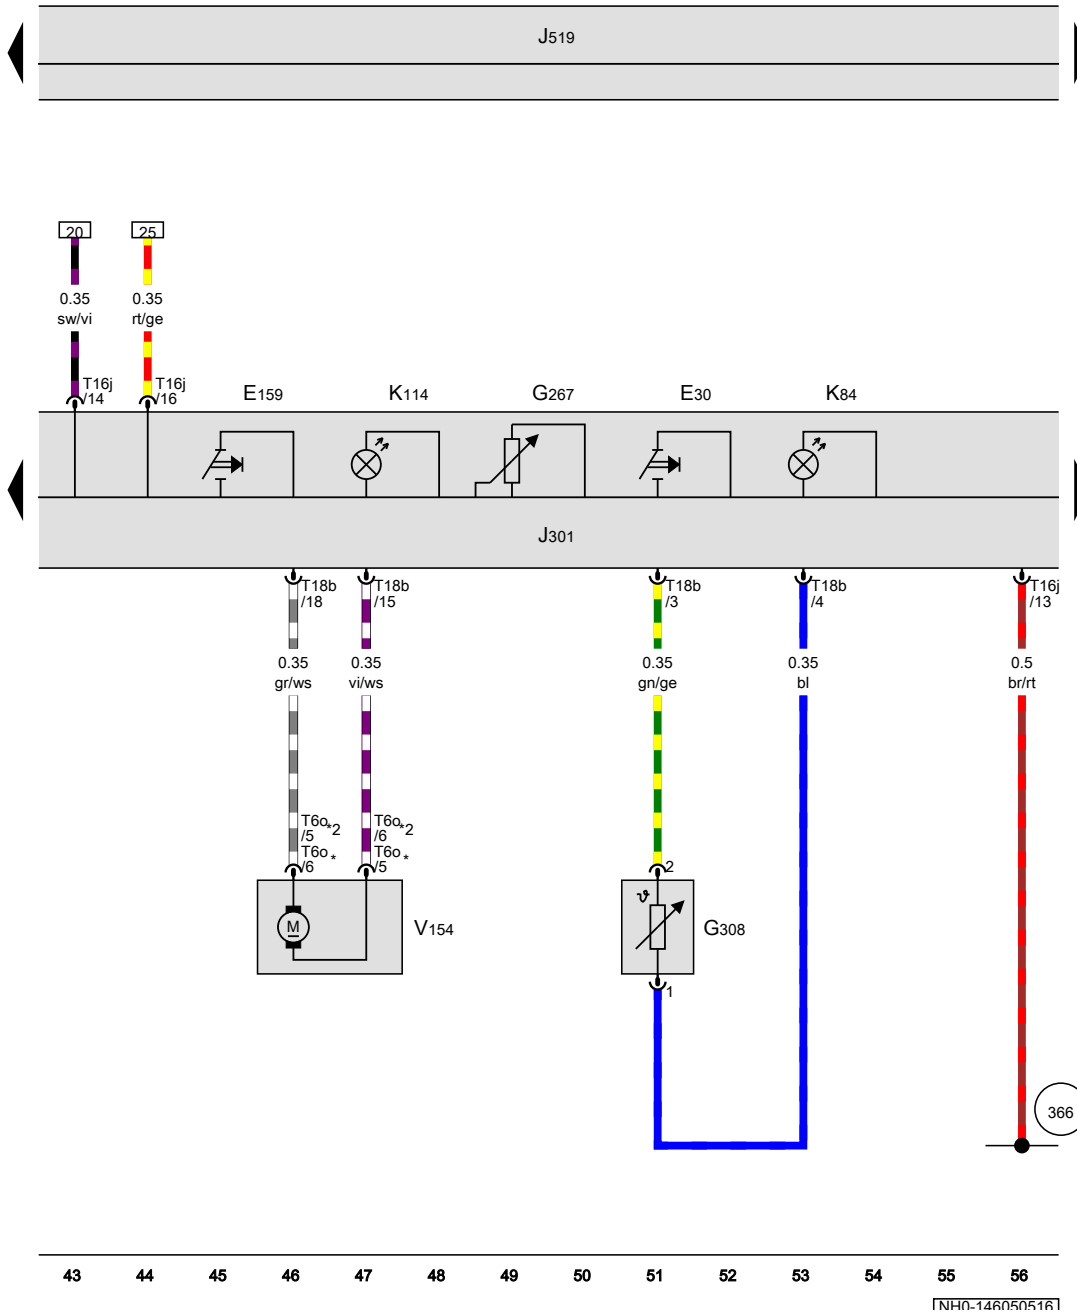 J519
20 25
0.35 0.35
sw/vi rt/ge
T16j T16j
/14 /16
E159 K114 G267 E30 K84
J301
T18b T18b T18b T18b T16j
/18 /15 /3 /4 /13
0.35 0.35 0.35 0.35 0.5
gr/ws vi/ws gn/ge bl br/rt
T6o*2 T6o*2
/5 /6
T6o* T6o*
/6 /5 2
M V154 ϑ G308
1
366
43 44 45 46 47 48 49 50 51 52 53 54 55 56
NH0-146050516